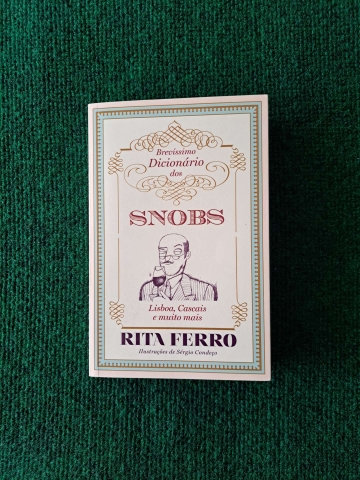 Brevíssimo
Dicionário
dos
SNOBS
Lisboa, Cascais
e muito mais
RITA FERRO
Ilustrações de Sérgio Condeço